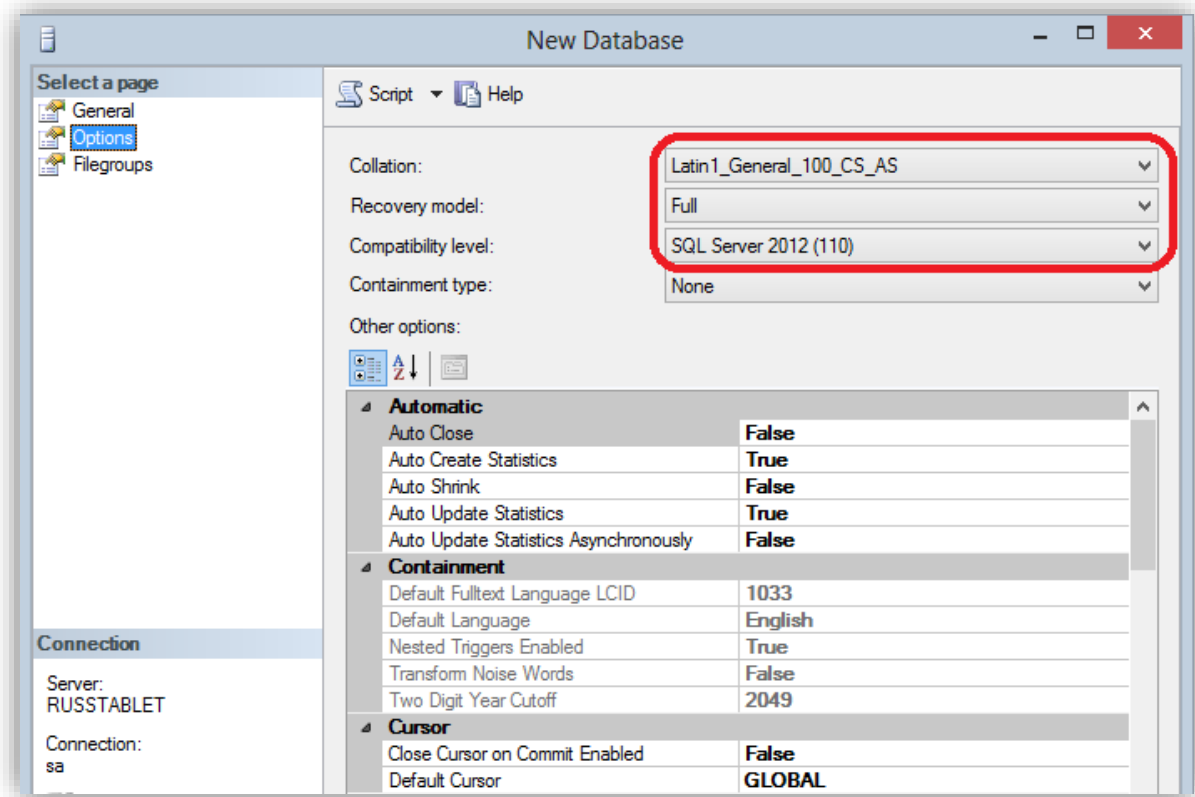 New Database
Select a page
General
Options
Filegroups
Script Help
Collation: Latin1_General_100_CS_AS
Recovery model: Full
Compatibility level: SQL Server 2012 (110)
Containment type: None
Other options:
A
Z
Automatic
Auto Close False
Auto Create Statistics True
Auto Shrink False
Auto Update Statistics True
Auto Update Statistics Asynchronously False
Containment
Default Fulltext Language LCID 1033
Default Language English
Nested Triggers Enabled True
Transform Noise Words False
Two Digit Year Cutoff 2049
Cursor
Close Cursor on Commit Enabled False
Default Cursor GLOBAL
Connection
Server:
RUSSTABLET
Connection:
sa